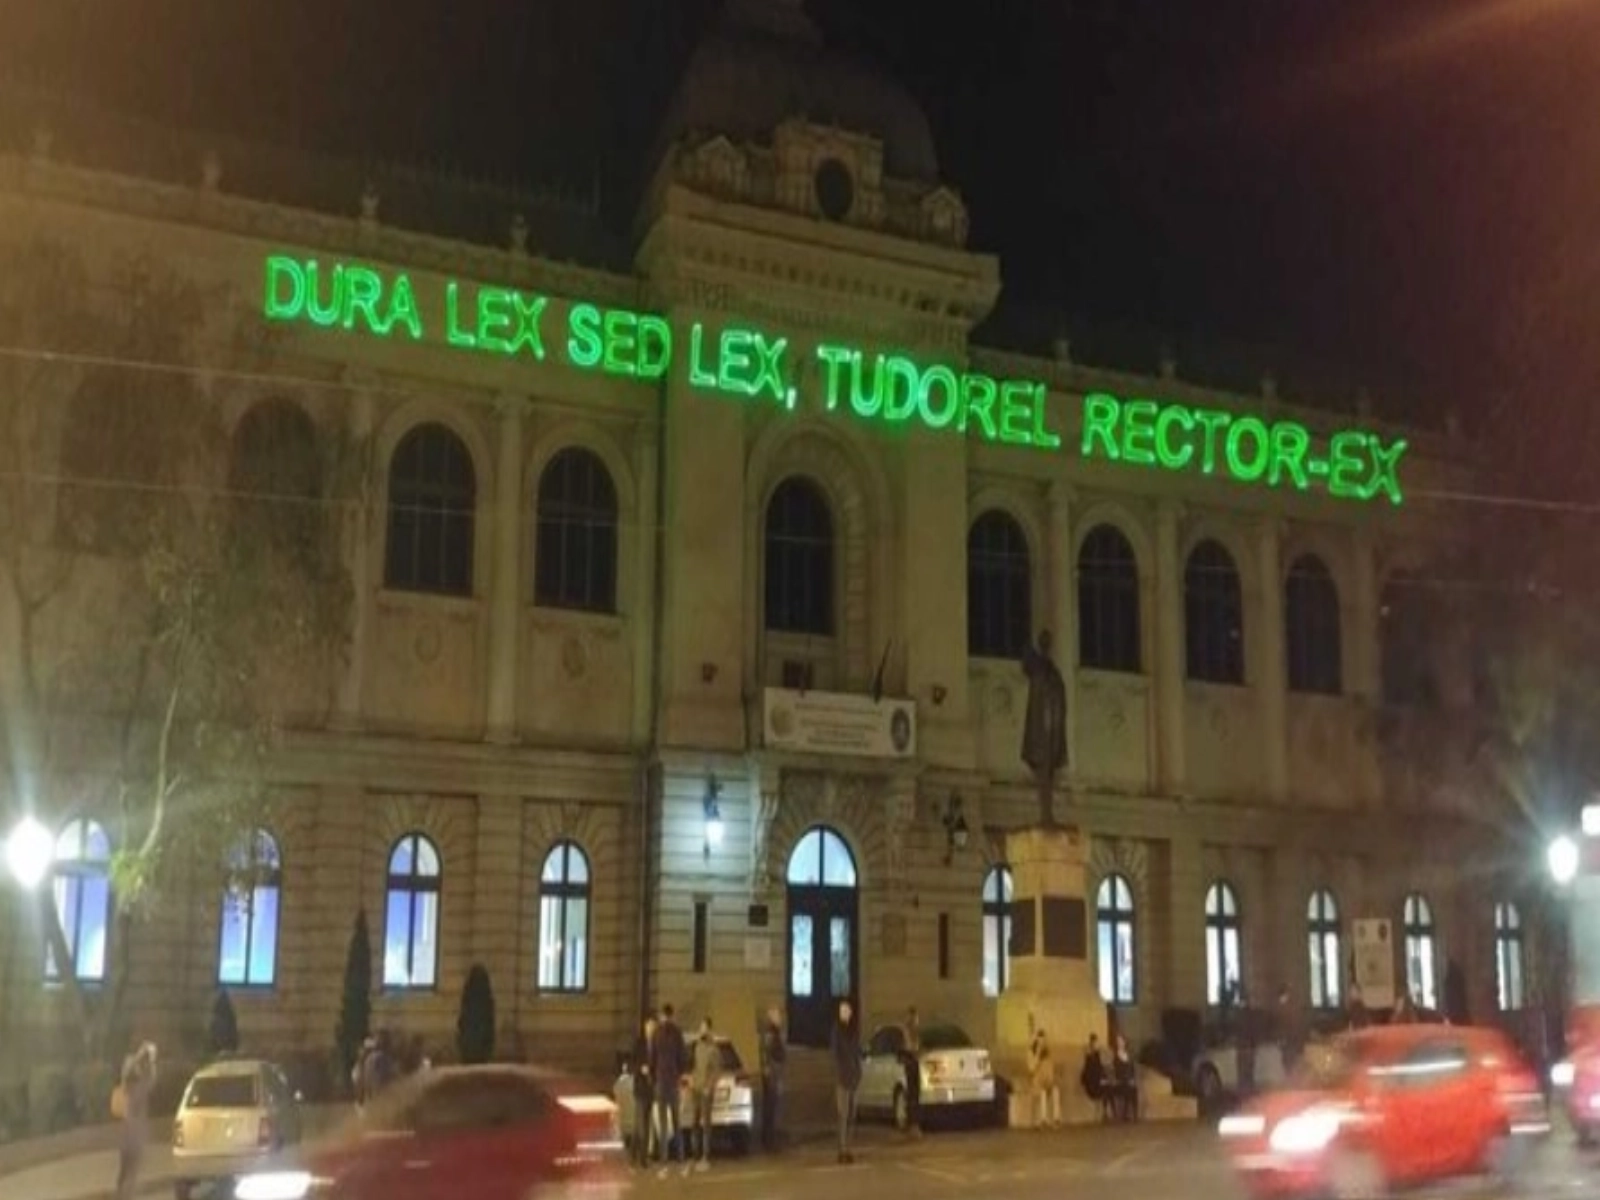 DURA LEX SED LEX, TUDOREL RECTOR-EX